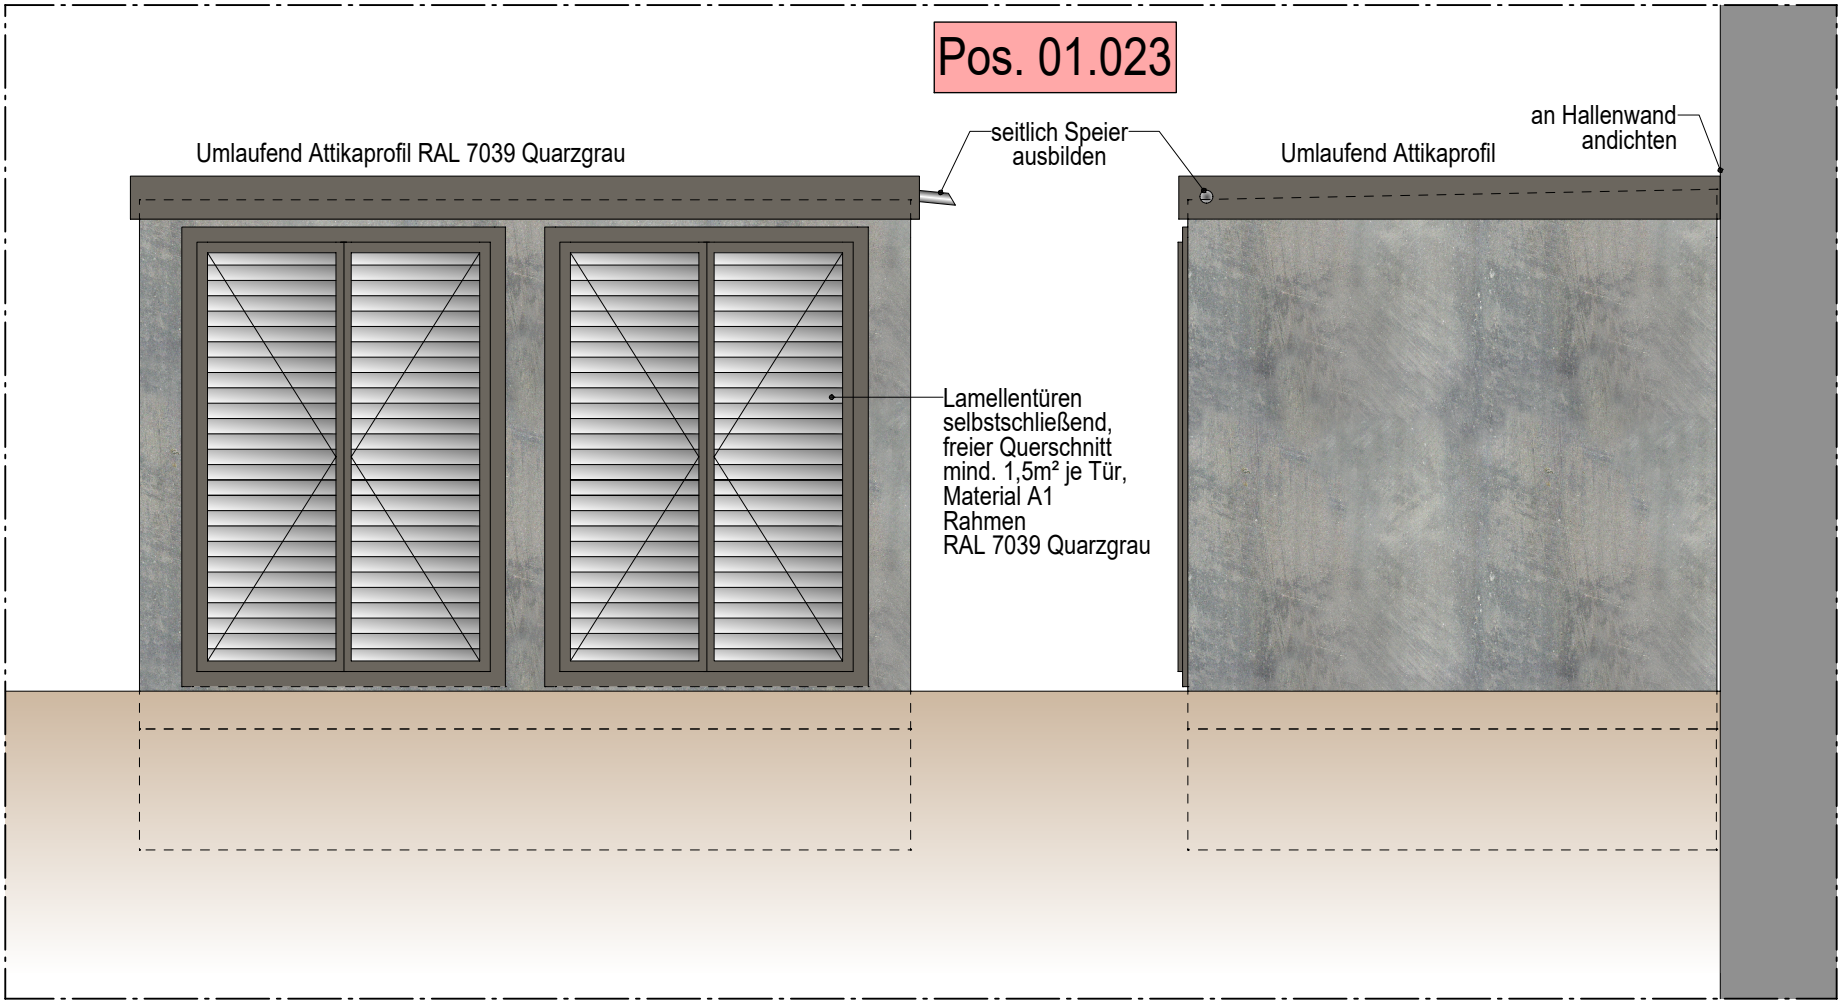 Pos. 01.023
Umlaufend Attikaprofil RAL 7039 Quarzgrau
seitlich Speier
ausbilden
Umlaufend Attikaprofil
an Hallenwand
andichten
Lamellentüren
selbstschließend,
freier Querschnitt
mind. 1,5m² je Tür,
Material A1
Rahmen
RAL 7039 Quarzgrau